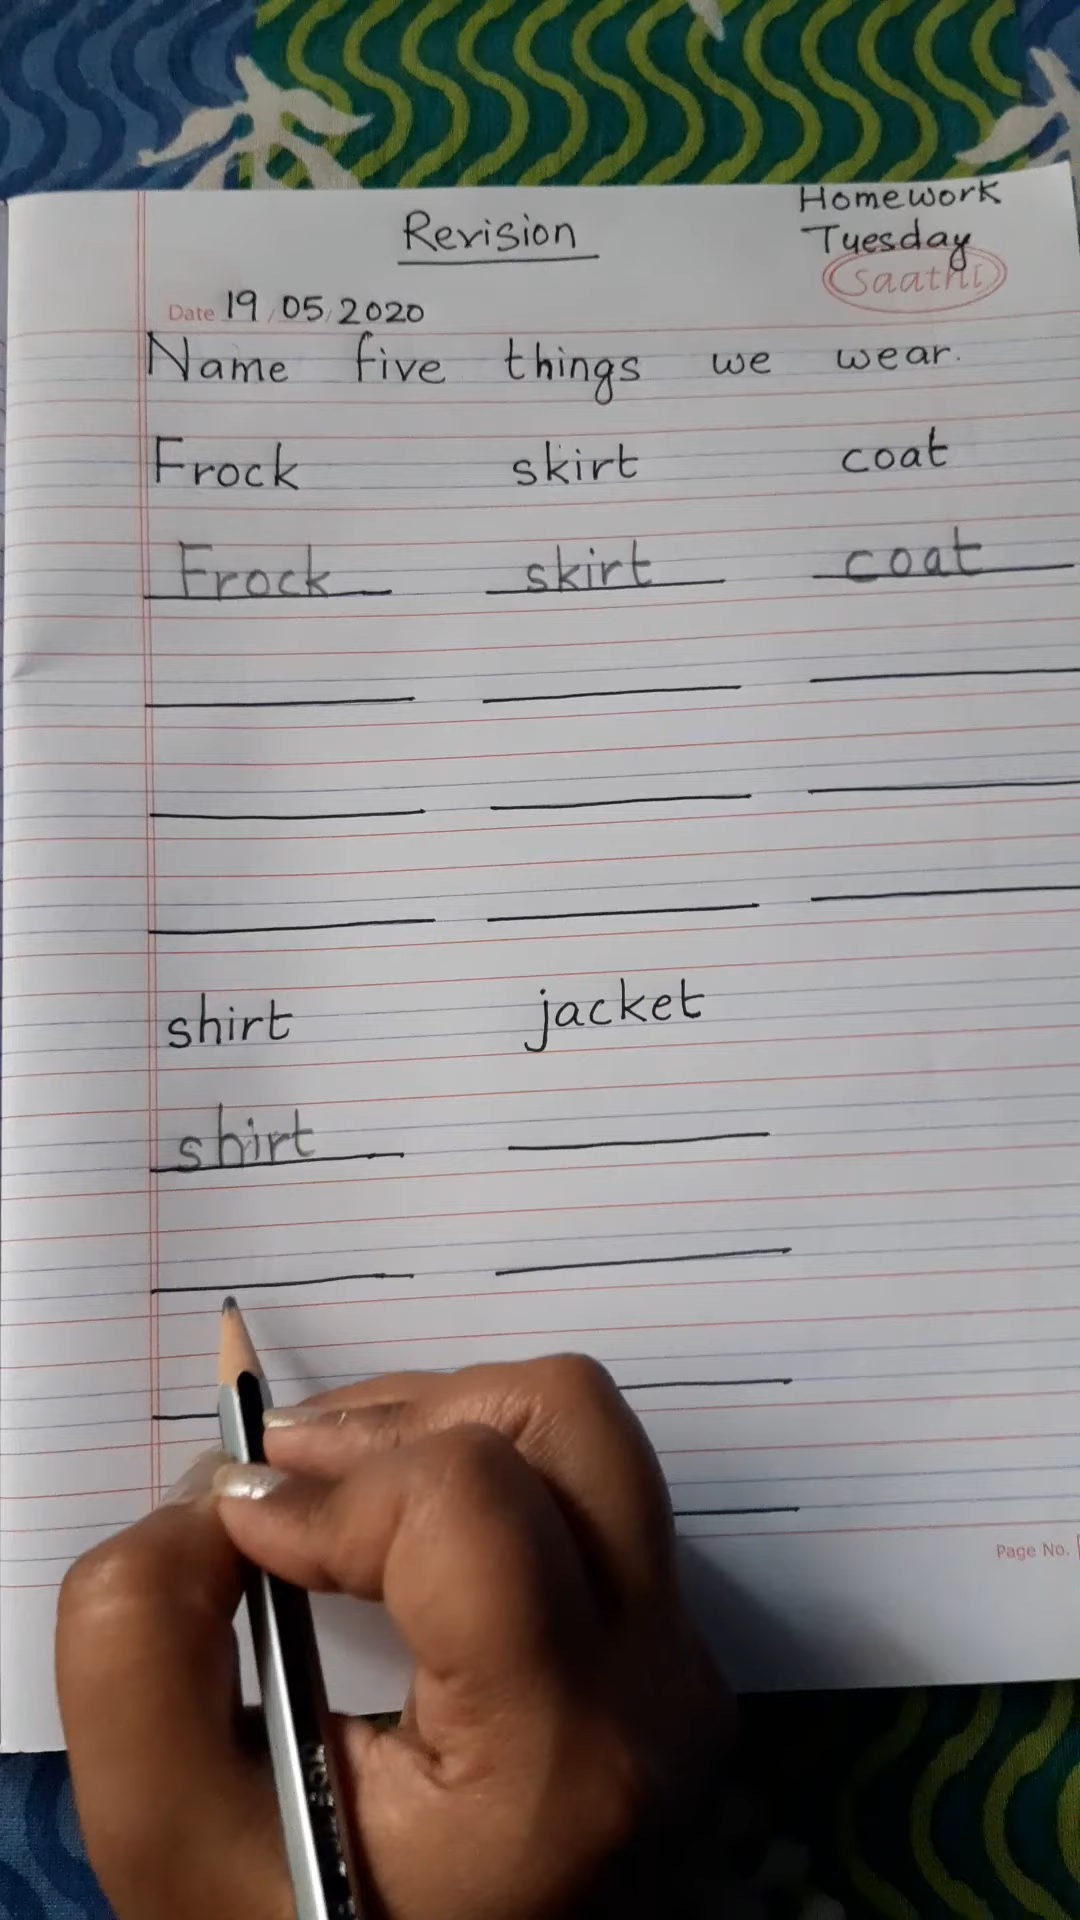 Homework
Revision
Tuesday
Saathi
Date 19/05/2020
Name five things we wear.
Frock skirt coat
Frock skirt coat
shirt jacket
shirt
Page No.